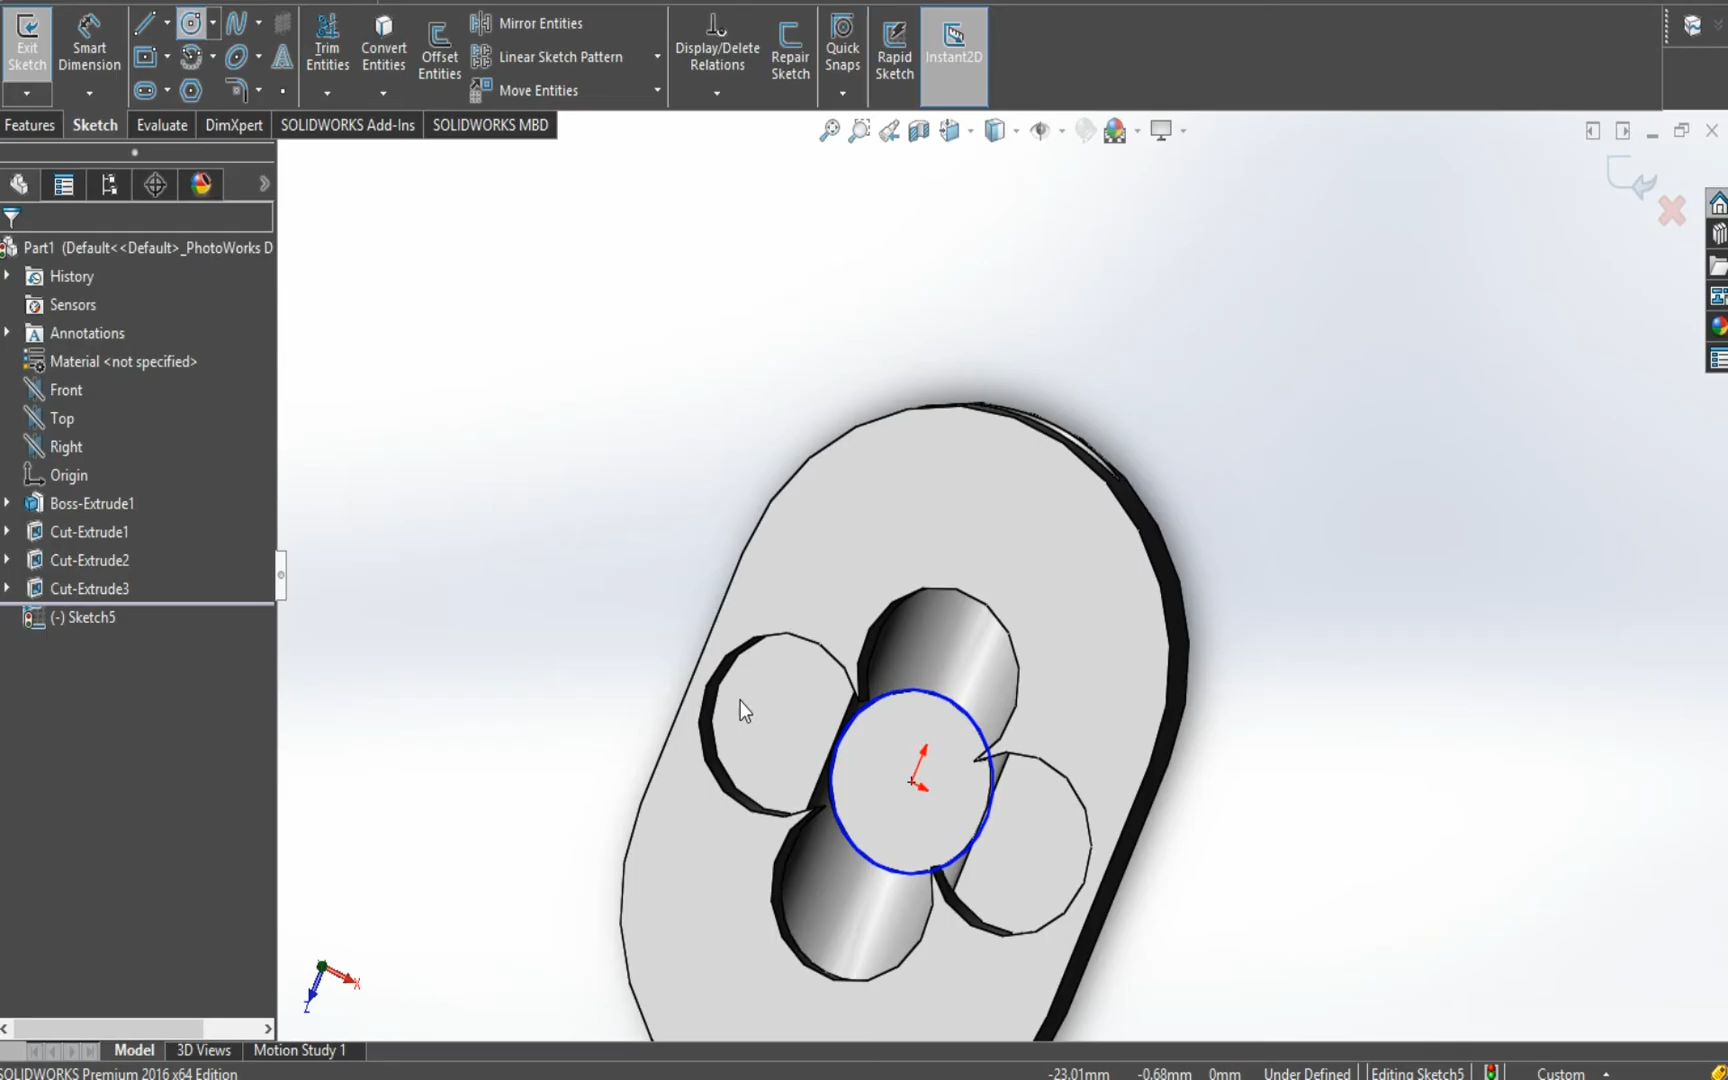 Exit Sketch
Smart Dimension
Trim Entities
Convert Entities
Offset Entities
Mirror Entities
Linear Sketch Pattern
Move Entities
Display/Delete Relations
Repair Sketch
Quick Snaps
Rapid Sketch
Instant2D
Features
Sketch
Evaluate
DimXpert
SOLIDWORKS Add-Ins
SOLIDWORKS MBD
Part1 (Default<<Default>_PhotoWorks D
History
Sensors
A Annotations
Material <not specified>
Front
Top
Right
Origin
Boss-Extrude1
Cut-Extrude1
Cut-Extrude2
Cut-Extrude3
(-) Sketch5
X
Z
Model
3D Views
Motion Study 1
SOLIDWORKS Premium 2016 x64 Edition
-23.01mm
-0.68mm
0mm
Under Defined
Editing Sketch5
Custom